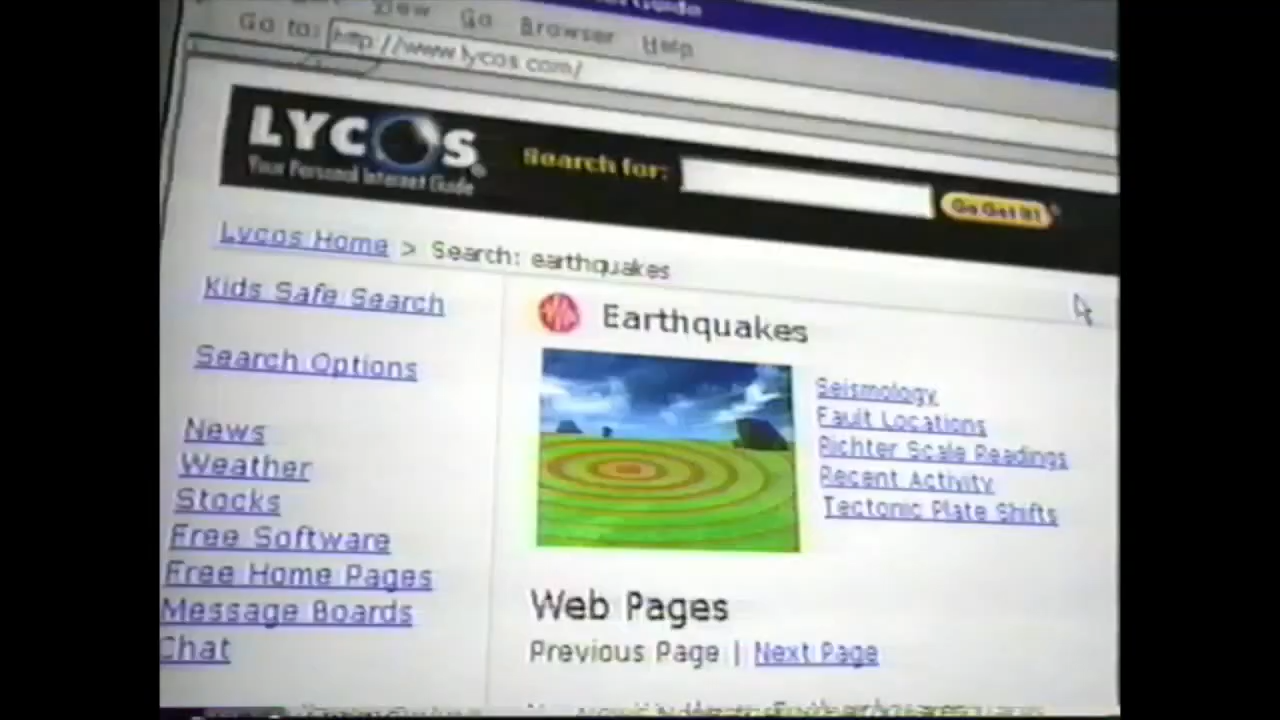 View Go Browser Help
Go to: http://www.lycos.com/
LYCOS®
Your Personal Internet Guide
Search for:
Go Get It!
Lycos Home > Search: earthquakes
Kids Safe Search
Search Options
News
Weather
Stocks
Free Software
Free Home Pages
Message Boards
Chat
Earthquakes
Seismology
Fault Locations
Richter Scale Readings
Recent Activity
Tectonic Plate Shifts
Web Pages
Previous Page | Next Page